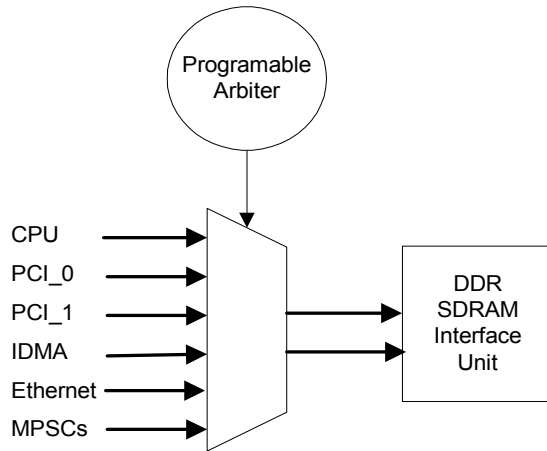 Programable
Arbiter
CPU
PCI_0
PCI_1
IDMA
Ethernet
MPSCs
DDR
SDRAM
Interface
Unit